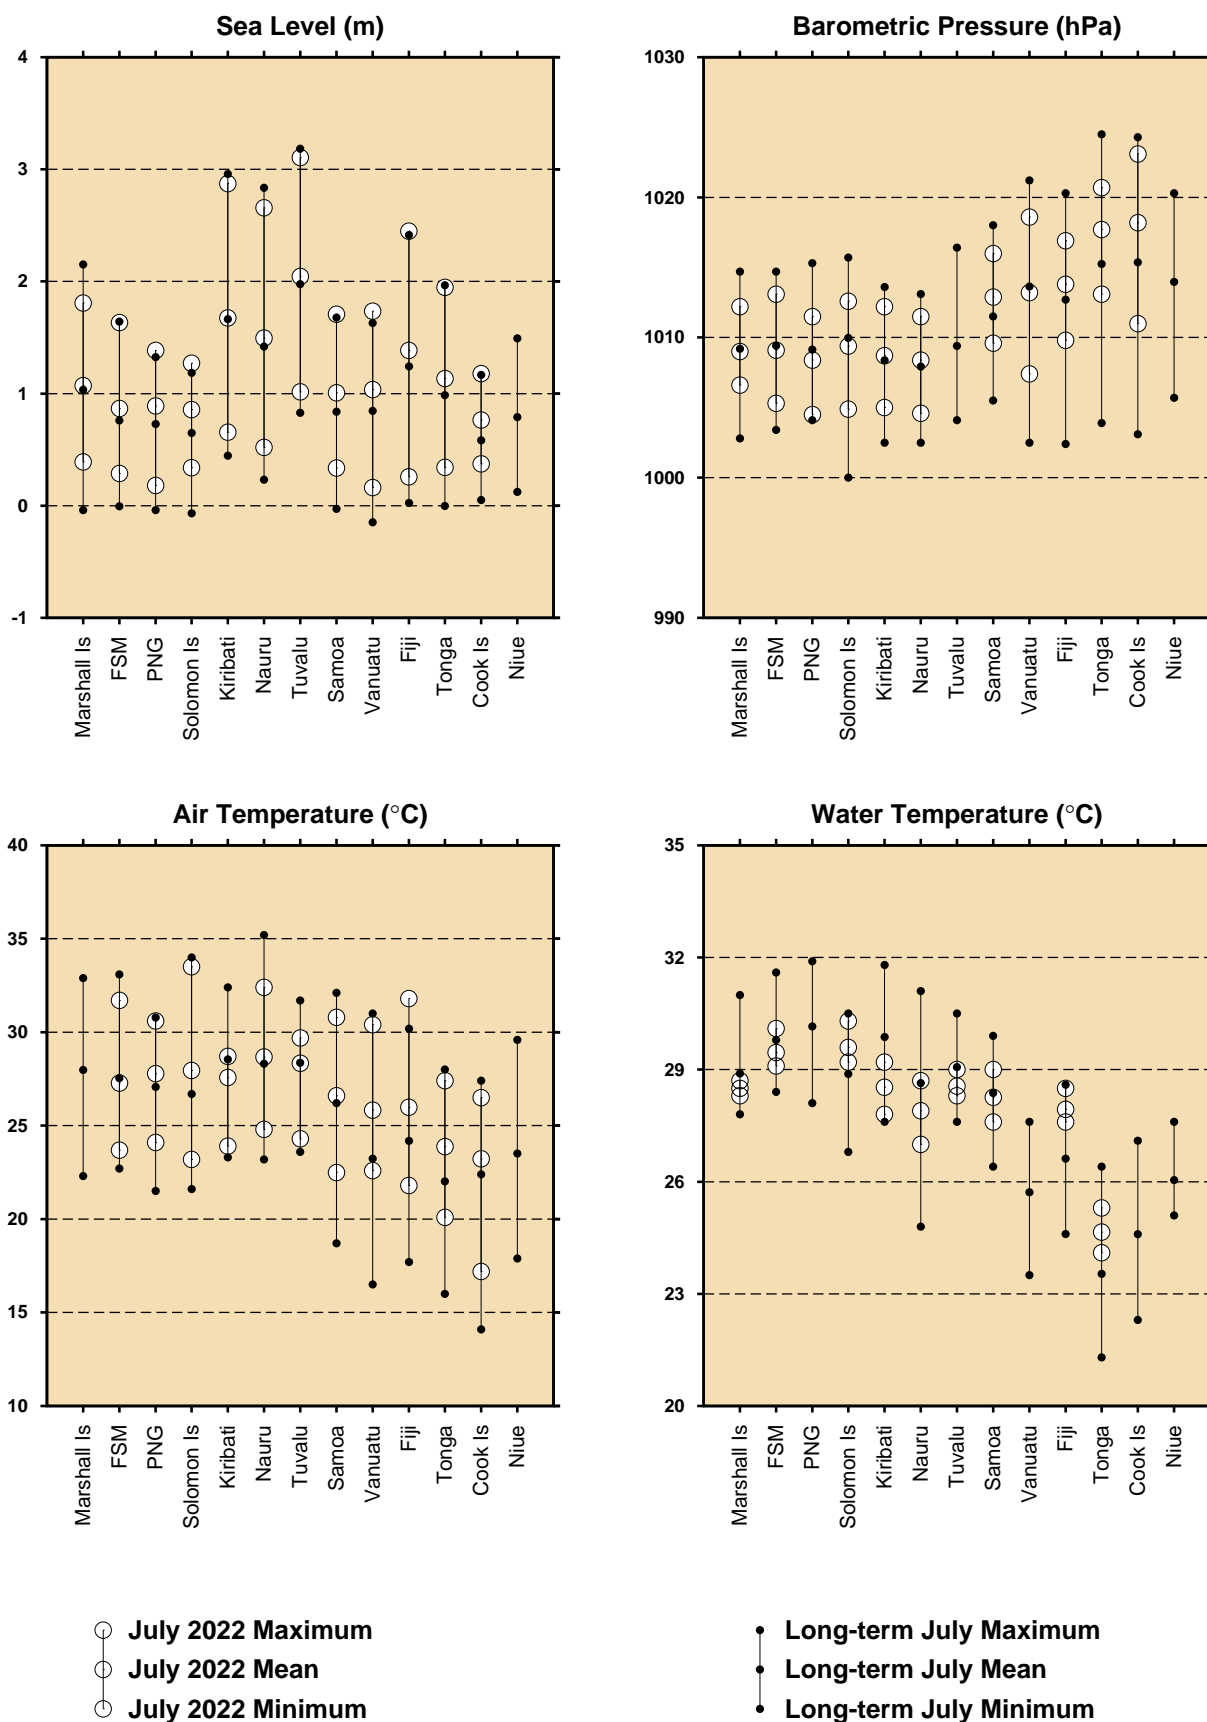 Sea Level (m)
4
3
2
1
0
-1
Marshall Is
FSM
PNG
Solomon Is
Kiribati
Nauru
Tuvalu
Samoa
Vanuatu
Fiji
Tonga
Cook Is
Niue
Barometric Pressure (hPa)
1030
1020
1010
1000
990
Marshall Is
FSM
PNG
Solomon Is
Kiribati
Nauru
Tuvalu
Samoa
Vanuatu
Fiji
Tonga
Cook Is
Niue
Air Temperature (°C)
40
35
30
25
20
15
10
Marshall Is
FSM
PNG
Solomon Is
Kiribati
Nauru
Tuvalu
Samoa
Vanuatu
Fiji
Tonga
Cook Is
Niue
Water Temperature (°C)
35
32
29
26
23
20
Marshall Is
FSM
PNG
Solomon Is
Kiribati
Nauru
Tuvalu
Samoa
Vanuatu
Fiji
Tonga
Cook Is
Niue
July 2022 Maximum
July 2022 Mean
July 2022 Minimum
Long-term July Maximum
Long-term July Mean
Long-term July Minimum